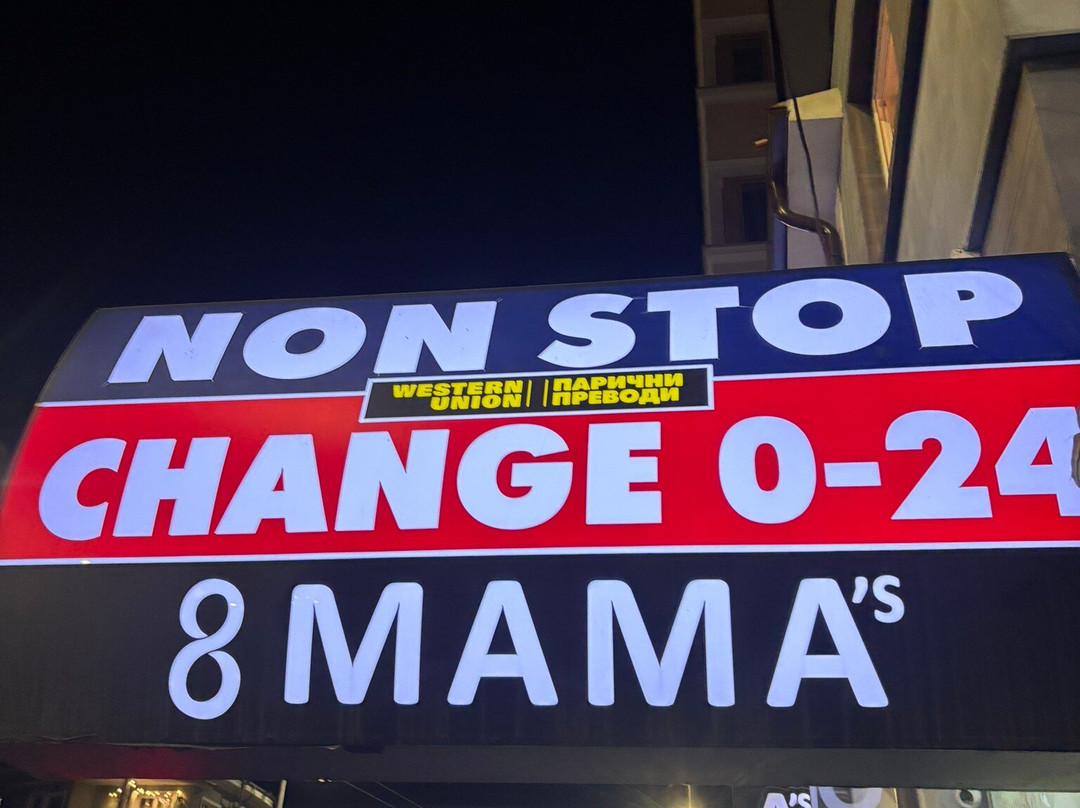 NON STOP
WESTERN UNION || ПАРИЧНИ ПРЕВОДИ
CHANGE 0-24
8 MAMA's
A's